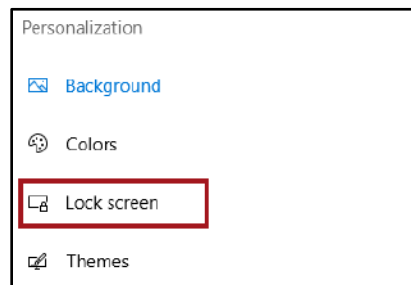 Personalization
Background
Colors
Lock screen
Themes